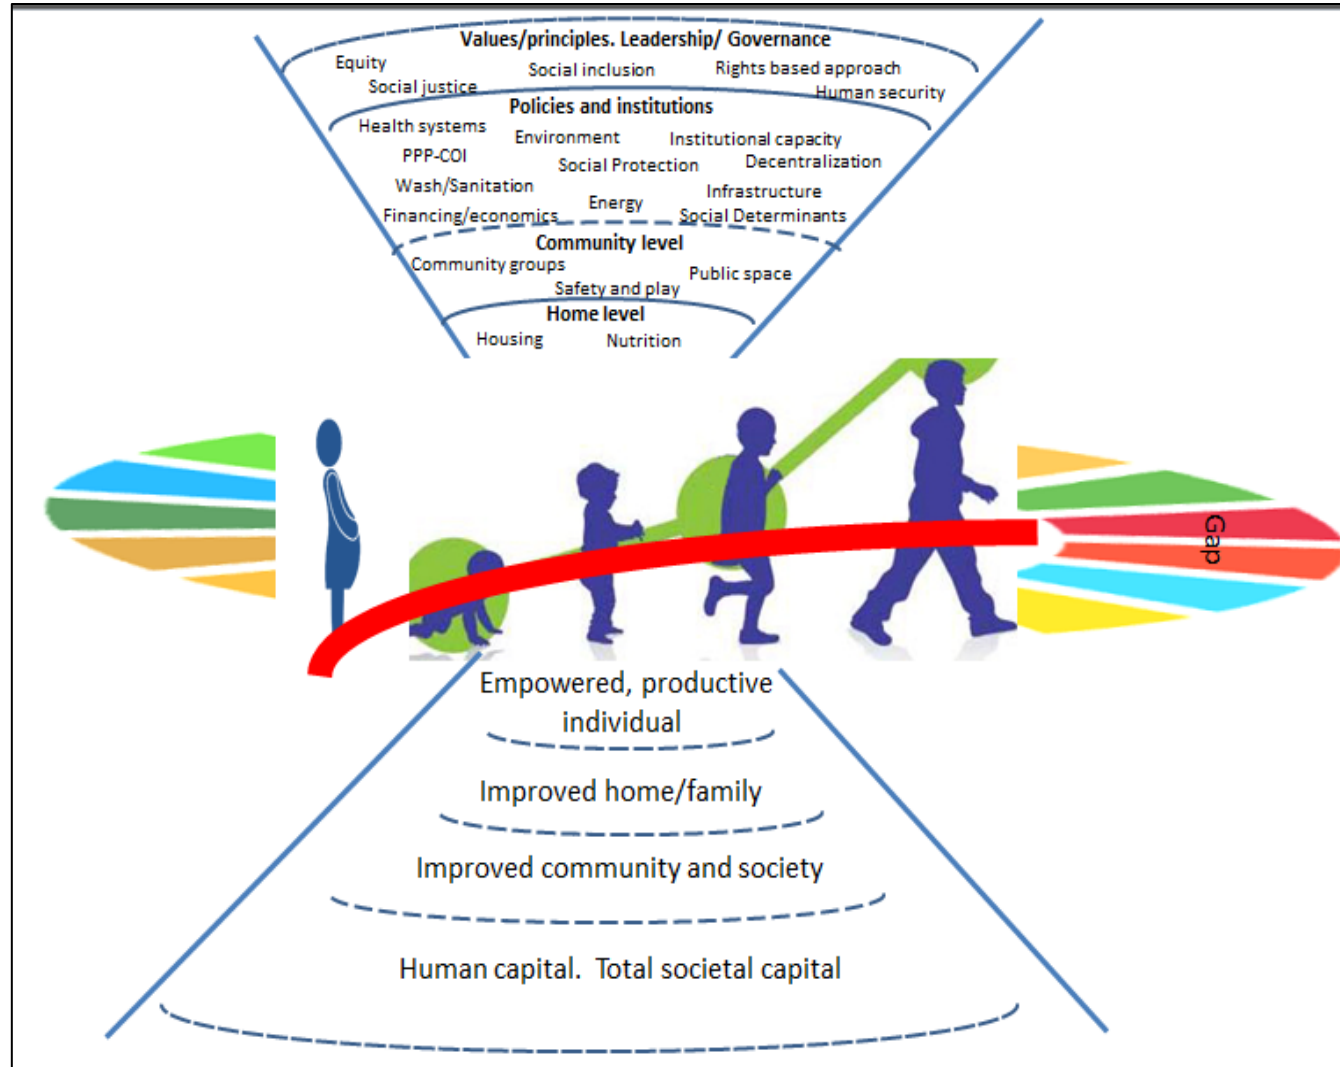 Values/principles. Leadership/ Governance
Equity
Social inclusion
Rights based approach
Social justice
Human security
Policies and institutions
Health systems
Environment
Institutional capacity
PPP-COI
Social Protection
Decentralization
Wash/Sanitation
Infrastructure
Energy
Financing/economics
Social Determinants
Community level
Community groups
Public space
Safety and play
Home level
Housing
Nutrition
Gap
Empowered, productive
individual
Improved home/family
Improved community and society
Human capital. Total societal capital